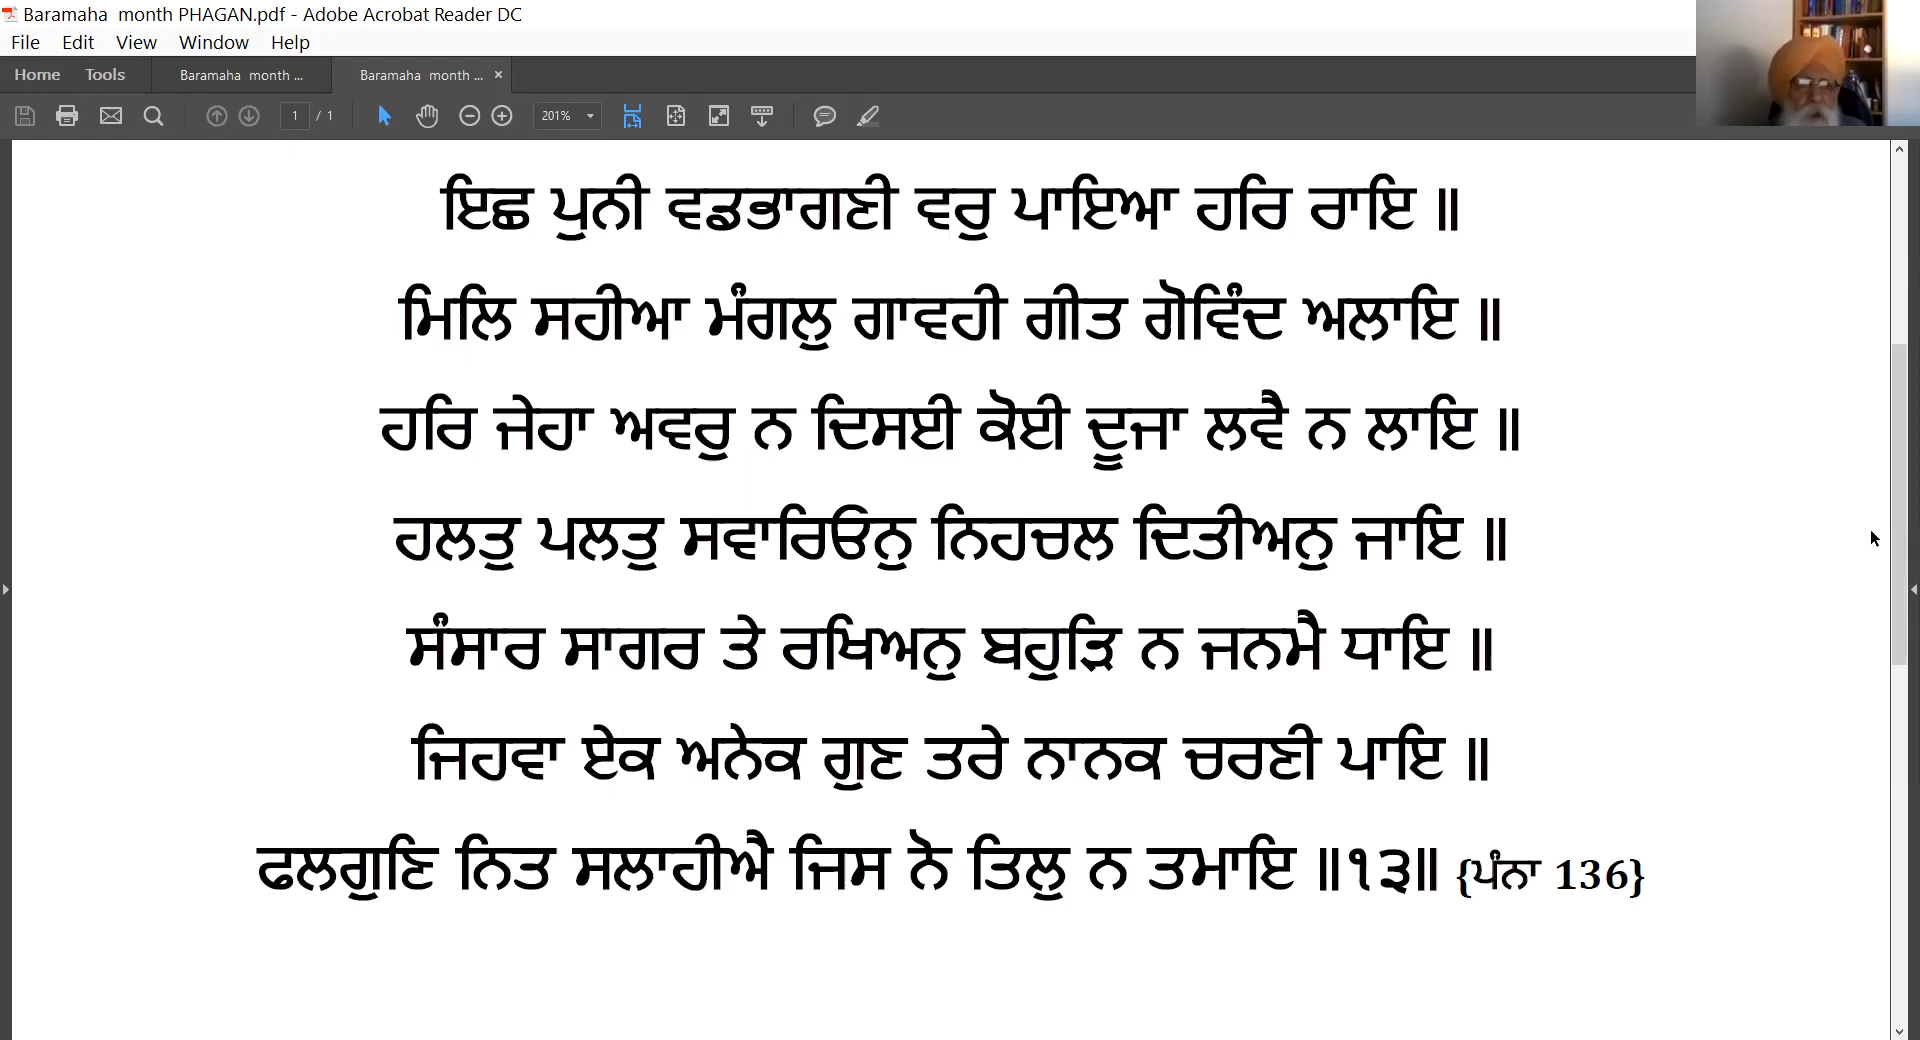 Baramaha  month PHAGAN.pdf - Adobe Acrobat Reader DC
File Edit View Window Help
Home Tools Baramaha  month ... Baramaha  month ... ×
1 / 1 201%
ਇਛ ਪੁਨੀ ਵਡਭਾਗਣੀ ਵਰੁ ਪਾਇਆ ਹਰਿ ਰਾਇ ॥
ਮਿਲਿ ਸਹੀਆ ਮੰਗਲੁ ਗਾਵਹੀ ਗੀਤ ਗੋਵਿੰਦ ਅਲਾਇ ॥
ਹਰਿ ਜੇਹਾ ਅਵਰੁ ਨ ਦਿਸਈ ਕੋਈ ਦੂਜਾ ਲਵੈ ਨ ਲਾਇ ॥
ਹਲਤੁ ਪਲਤੁ ਸਵਾਰਿਓਨੁ ਨਿਹਚਲ ਦਿਤੀਅਨੁ ਜਾਇ ॥
ਸੰਸਾਰ ਸਾਗਰ ਤੇ ਰਖਿਅਨੁ ਬਹੁੜਿ ਨ ਜਨਮੈ ਧਾਇ ॥
ਜਿਹਵਾ ਏਕ ਅਨੇਕ ਗੁਣ ਤਰੇ ਨਾਨਕ ਚਰਣੀ ਪਾਇ ॥
ਫਲਗੁਣਿ ਨਿਤ ਸਲਾਹੀਐ ਜਿਸ ਨੋ ਤਿਲੁ ਨ ਤਮਾਇ ॥੧੩॥ {ਪੰਨਾ 136}